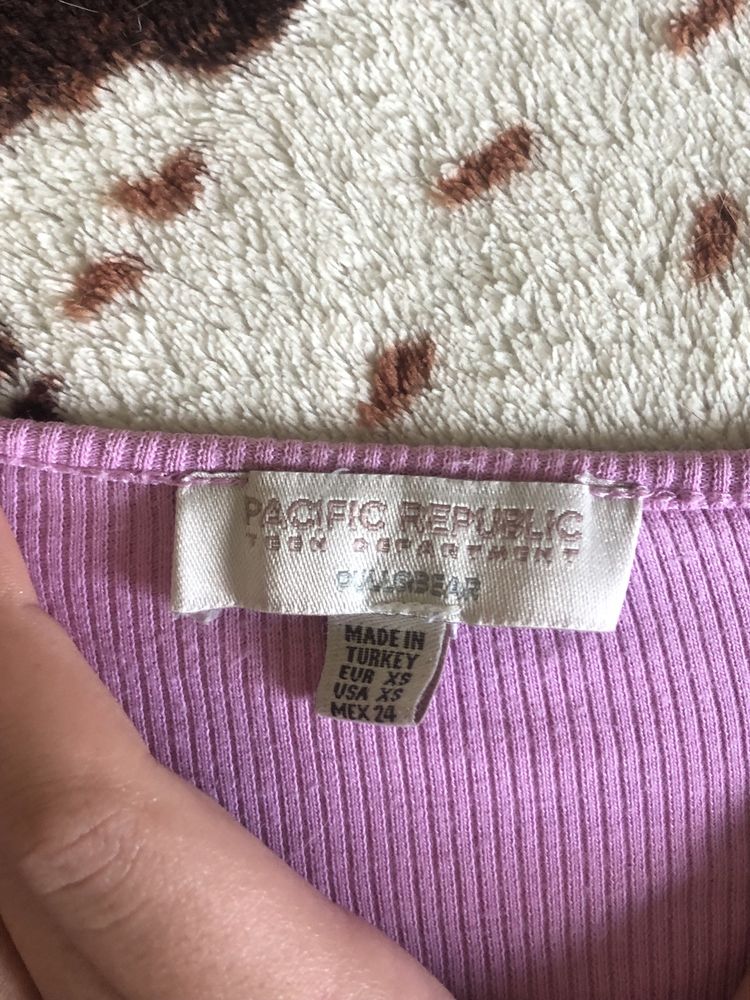 PACIFIC REPUBLIC
TEEN DEPARTMENT
PULL&BEAR
MADE IN
TURKEY
EUR XS
USA XS
MEX 24